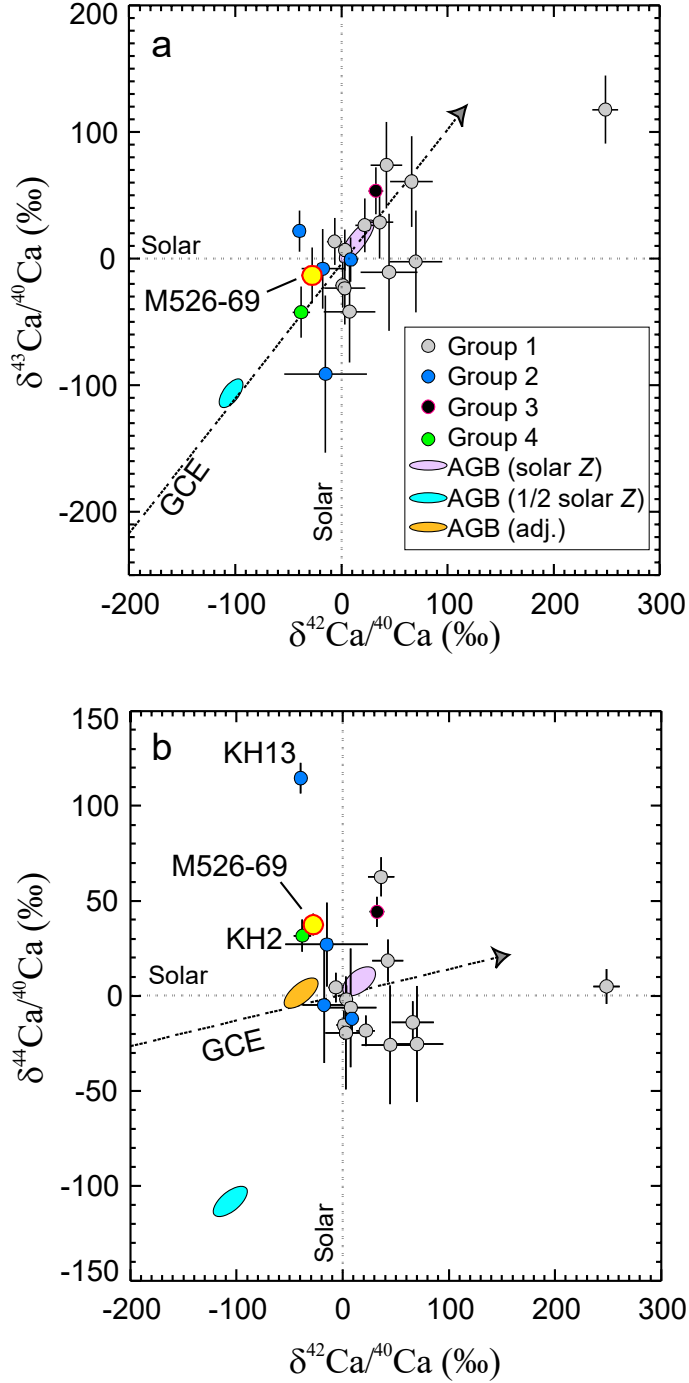 a
200
100
0
-100
-200
δ⁴³Ca/⁴⁰Ca (‰)
Solar
M526-69
GCE
Solar
Group 1
Group 2
Group 3
Group 4
AGB (solar Z)
AGB (1/2 solar Z)
AGB (adj.)
-200 -100 0 100 200 300
δ⁴²Ca/⁴⁰Ca (‰)
b
150
100
50
0
-50
-100
-150
δ⁴⁴Ca/⁴⁰Ca (‰)
KH13
M526-69
KH2
Solar
GCE
Solar
-200 -100 0 100 200 300
δ⁴²Ca/⁴⁰Ca (‰)